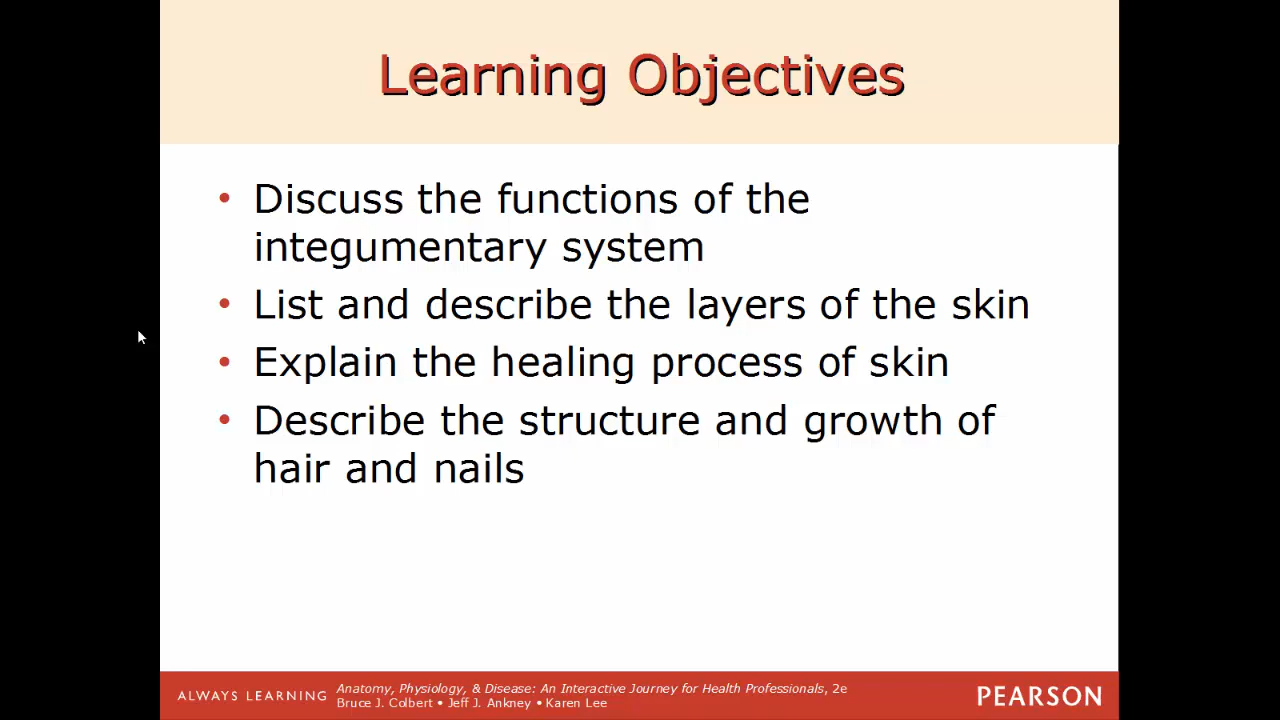 Learning Objectives
• Discuss the functions of the
integumentary system
• List and describe the layers of the skin
• Explain the healing process of skin
• Describe the structure and growth of
hair and nails
ALWAYS LEARNING
Anatomy, Physiology, & Disease: An Interactive Journey for Health Professionals, 2e
Bruce J. Colbert • Jeff J. Ankney • Karen Lee
PEARSON